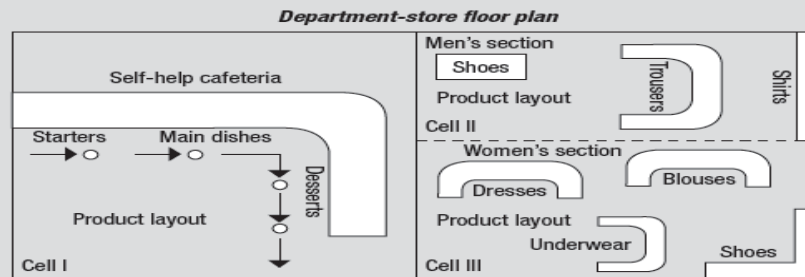 Department-store floor plan
Self-help cafeteria
Starters
Main dishes
Desserts
Product layout
Cell I
Men's section
Shoes
Trousers
Shirts
Product layout
Cell II
Women's section
Dresses
Blouses
Product layout
Underwear
Shoes
Cell III